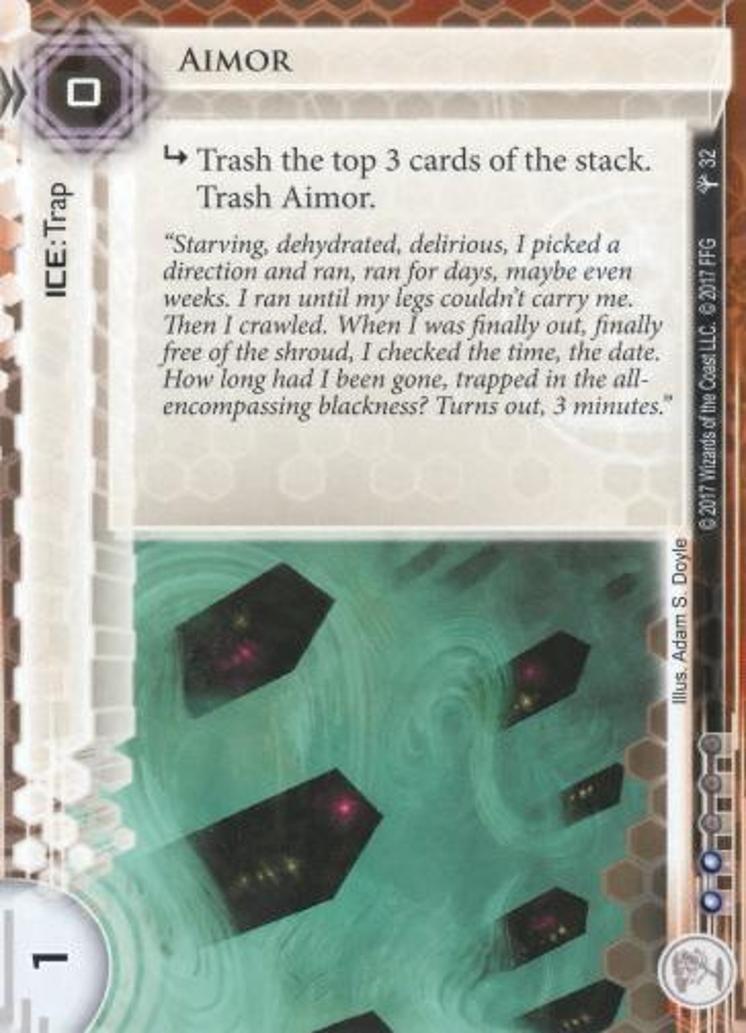 AIMOR
0
ICE: Trap
↳ Trash the top 3 cards of the stack.
Trash Aimor.
“Starving, dehydrated, delirious, I picked a
direction and ran, ran for days, maybe even
weeks. I ran until my legs couldn’t carry me.
Then I crawled. When I was finally out, finally
free of the shroud, I checked the time, the date.
How long had I been gone, trapped in the all-
encompassing blackness? Turns out, 3 minutes.”
1
Illus. Adam S. Doyle
© 2017 Wizards of the Coast LLC. © 2017 FFG 32